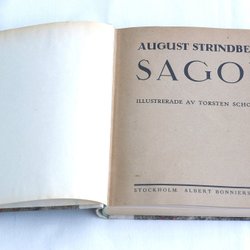 AUGUST STRINDBE
SAGO
ILLUSTRERADE AV TORSTEN SCHO
STOCKHOLM ALBERT BONNIERS